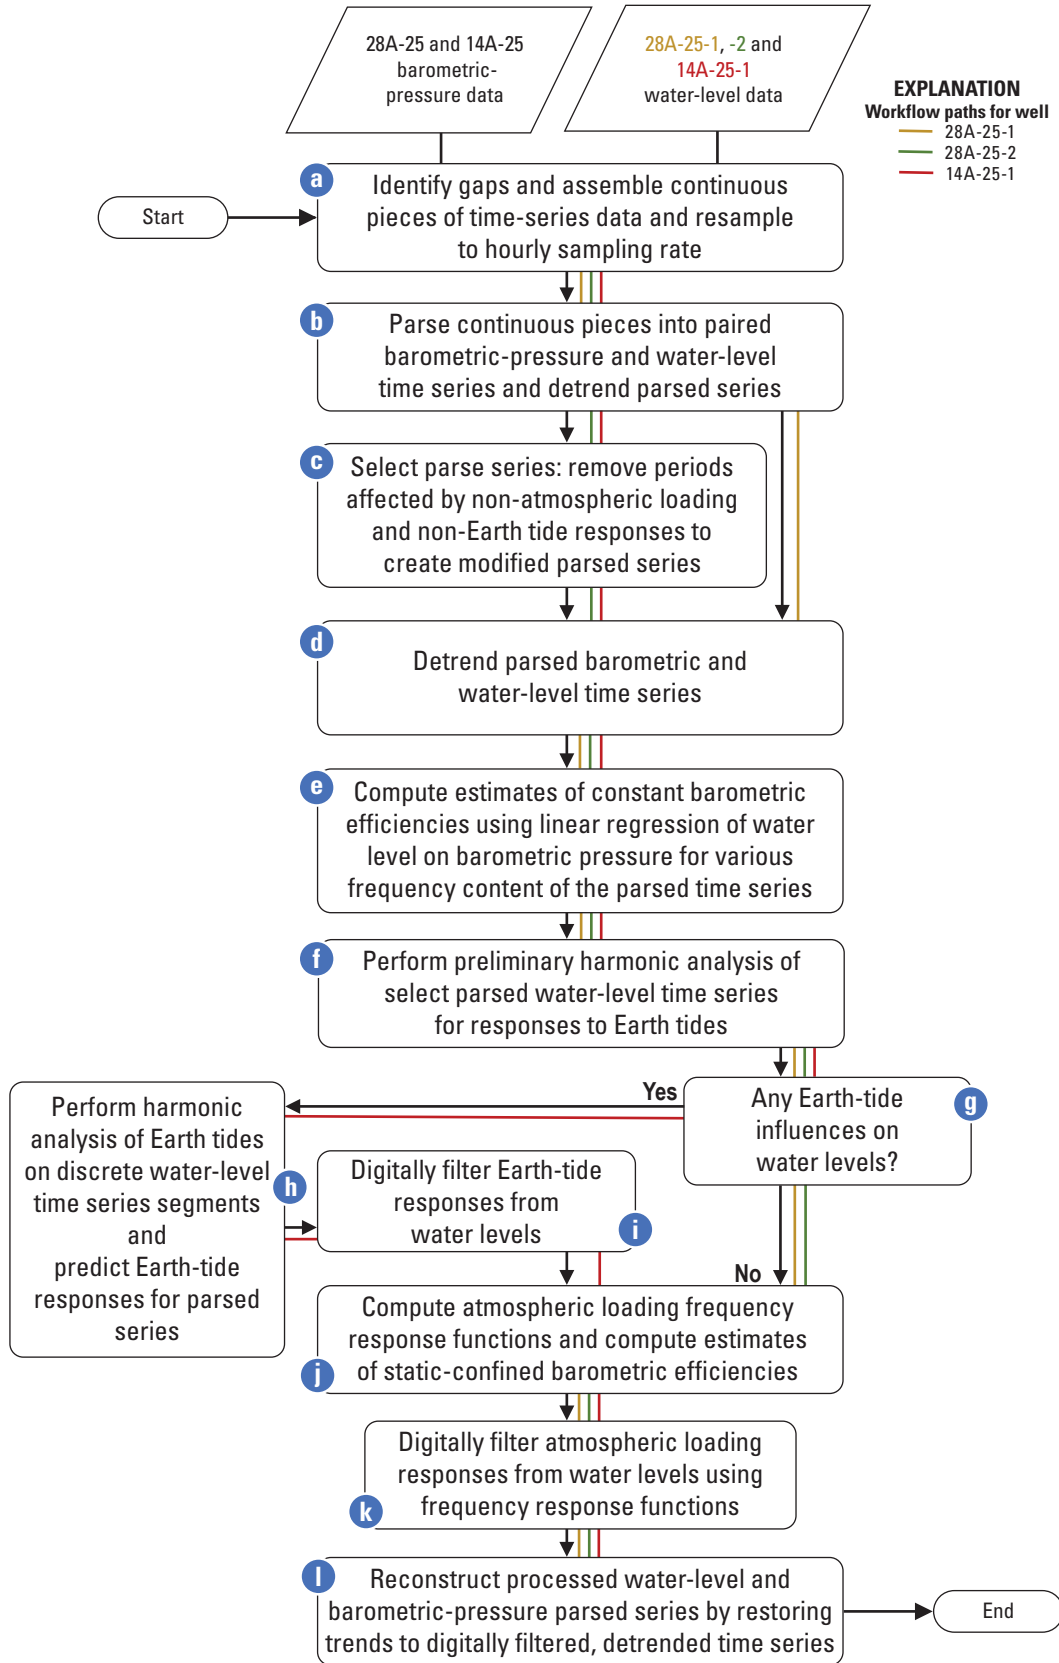 28A-25 and 14A-25
barometric-
pressure data
28A-25-1, -2 and
14A-25-1
water-level data
EXPLANATION
Workflow paths for well
28A-25-1
28A-25-2
14A-25-1
Start
a
Identify gaps and assemble continuous
pieces of time-series data and resample
to hourly sampling rate
b
Parse continuous pieces into paired
barometric-pressure and water-level
time series and detrend parsed series
c
Select parse series: remove periods
affected by non-atmospheric loading
and non-Earth tide responses to
create modified parsed series
d
Detrend parsed barometric and
water-level time series
e
Compute estimates of constant barometric
efficiencies using linear regression of water
level on barometric pressure for various
frequency content of the parsed time series
f
Perform preliminary harmonic analysis of
select parsed water-level time series
for responses to Earth tides
g
Any Earth-tide
influences on
water levels?
Yes
No
h
Perform harmonic
analysis of Earth tides
on discrete water-level
time series segments
and
predict Earth-tide
responses for parsed
series
i
Digitally filter Earth-tide
responses from
water levels
j
Compute atmospheric loading frequency
response functions and compute estimates
of static-confined barometric efficiencies
k
Digitally filter atmospheric loading
responses from water levels using
frequency response functions
l
Reconstruct processed water-level and
barometric-pressure parsed series by restoring
trends to digitally filtered, detrended time series
End